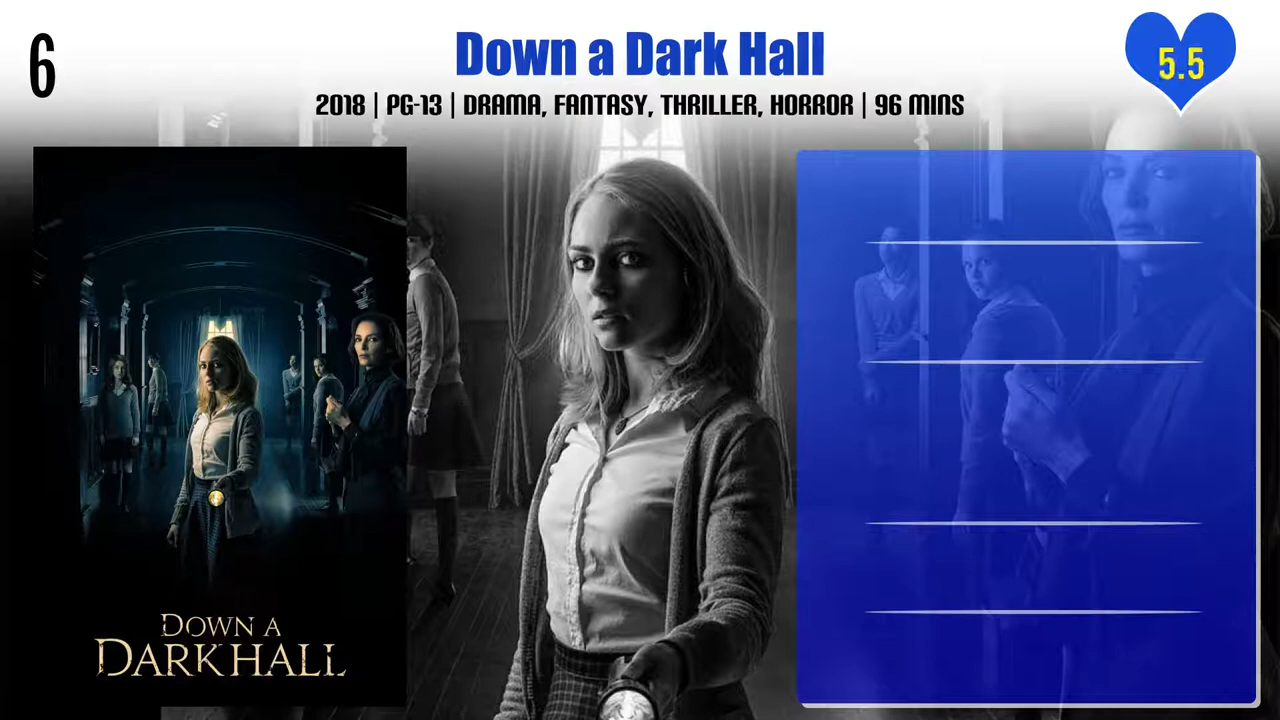 6
Down a Dark Hall
5.5
2018 | PG-13 | DRAMA, FANTASY, THRILLER, HORROR | 96 MINS
DOWN A
DARK HALL